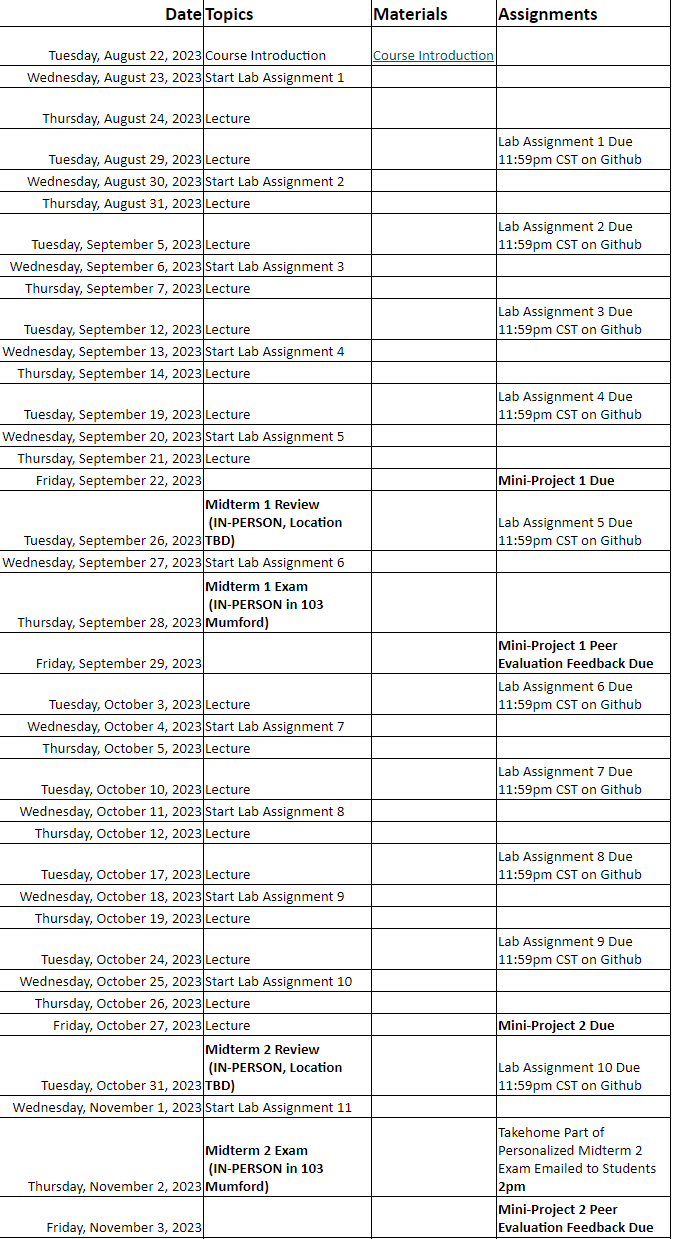 Date Topics Materials Assignments
Tuesday, August 22, 2023 Course Introduction Course Introduction
Wednesday, August 23, 2023 Start Lab Assignment 1
Thursday, August 24, 2023 Lecture
Lab Assignment 1 Due
Tuesday, August 29, 2023 Lecture 11:59pm CST on Github
Wednesday, August 30, 2023 Start Lab Assignment 2
Thursday, August 31, 2023 Lecture
Lab Assignment 2 Due
Tuesday, September 5, 2023 Lecture 11:59pm CST on Github
Wednesday, September 6, 2023 Start Lab Assignment 3
Thursday, September 7, 2023 Lecture
Lab Assignment 3 Due
Tuesday, September 12, 2023 Lecture 11:59pm CST on Github
Wednesday, September 13, 2023 Start Lab Assignment 4
Thursday, September 14, 2023 Lecture
Lab Assignment 4 Due
Tuesday, September 19, 2023 Lecture 11:59pm CST on Github
Wednesday, September 20, 2023 Start Lab Assignment 5
Thursday, September 21, 2023 Lecture
Friday, September 22, 2023 Mini-Project 1 Due
Midterm 1 Review
(IN-PERSON, Location Lab Assignment 5 Due
Tuesday, September 26, 2023 TBD) 11:59pm CST on Github
Wednesday, September 27, 2023 Start Lab Assignment 6
Midterm 1 Exam
(IN-PERSON in 103
Thursday, September 28, 2023 Mumford)
Mini-Project 1 Peer
Friday, September 29, 2023 Evaluation Feedback Due
Lab Assignment 6 Due
Tuesday, October 3, 2023 Lecture 11:59pm CST on Github
Wednesday, October 4, 2023 Start Lab Assignment 7
Thursday, October 5, 2023 Lecture
Lab Assignment 7 Due
Tuesday, October 10, 2023 Lecture 11:59pm CST on Github
Wednesday, October 11, 2023 Start Lab Assignment 8
Thursday, October 12, 2023 Lecture
Lab Assignment 8 Due
Tuesday, October 17, 2023 Lecture 11:59pm CST on Github
Wednesday, October 18, 2023 Start Lab Assignment 9
Thursday, October 19, 2023 Lecture
Lab Assignment 9 Due
Tuesday, October 24, 2023 Lecture 11:59pm CST on Github
Wednesday, October 25, 2023 Start Lab Assignment 10
Thursday, October 26, 2023 Lecture
Friday, October 27, 2023 Lecture Mini-Project 2 Due
Midterm 2 Review
(IN-PERSON, Location Lab Assignment 10 Due
Tuesday, October 31, 2023 TBD) 11:59pm CST on Github
Wednesday, November 1, 2023 Start Lab Assignment 11
Takehome Part of
Midterm 2 Exam Personalized Midterm 2
(IN-PERSON in 103 Exam Emailed to Students
Thursday, November 2, 2023 Mumford) 2pm
Mini-Project 2 Peer
Friday, November 3, 2023 Evaluation Feedback Due